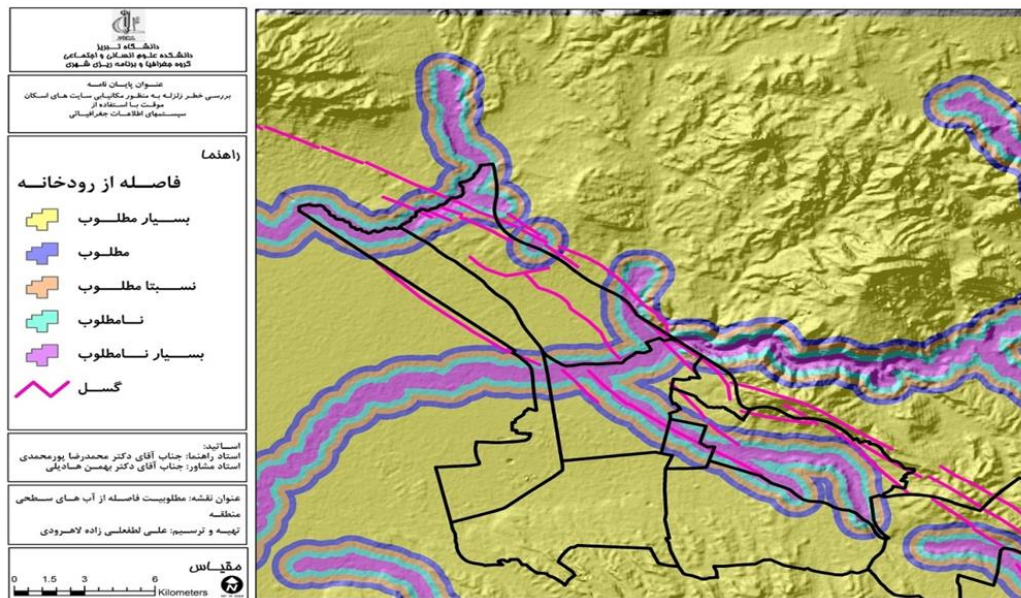 دانشگاه تبریز
دانشکده علوم انسانی و اجتماعی
گروه جغرافیا و برنامه ریزی شهری
عنوان پایان نامه
بررسی خطر زلزله به منظور مکانیابی سایت های اسکان
موقت با استفاده از
سیستمهای اطلاعات جغرافیائی
راهنما
فاصله از رودخانه
بسیار مطلوب
مطلوب
نسبتا مطلوب
نامطلوب
بسیار نامطلوب
گسل
اساتید:
استاد راهنما: جناب آقای دکتر محمدرضا پورمحمدی
استاد مشاور: جناب آقای دکتر بهمن هادیلی
عنوان نقشه: مطلوبیت فاصله از آب های سطحی
منطقه
تهیه و ترسیم: علی لطفعلی زاده لاهرودی
مقیاس
0 1.5 3 6
Kilometers
N